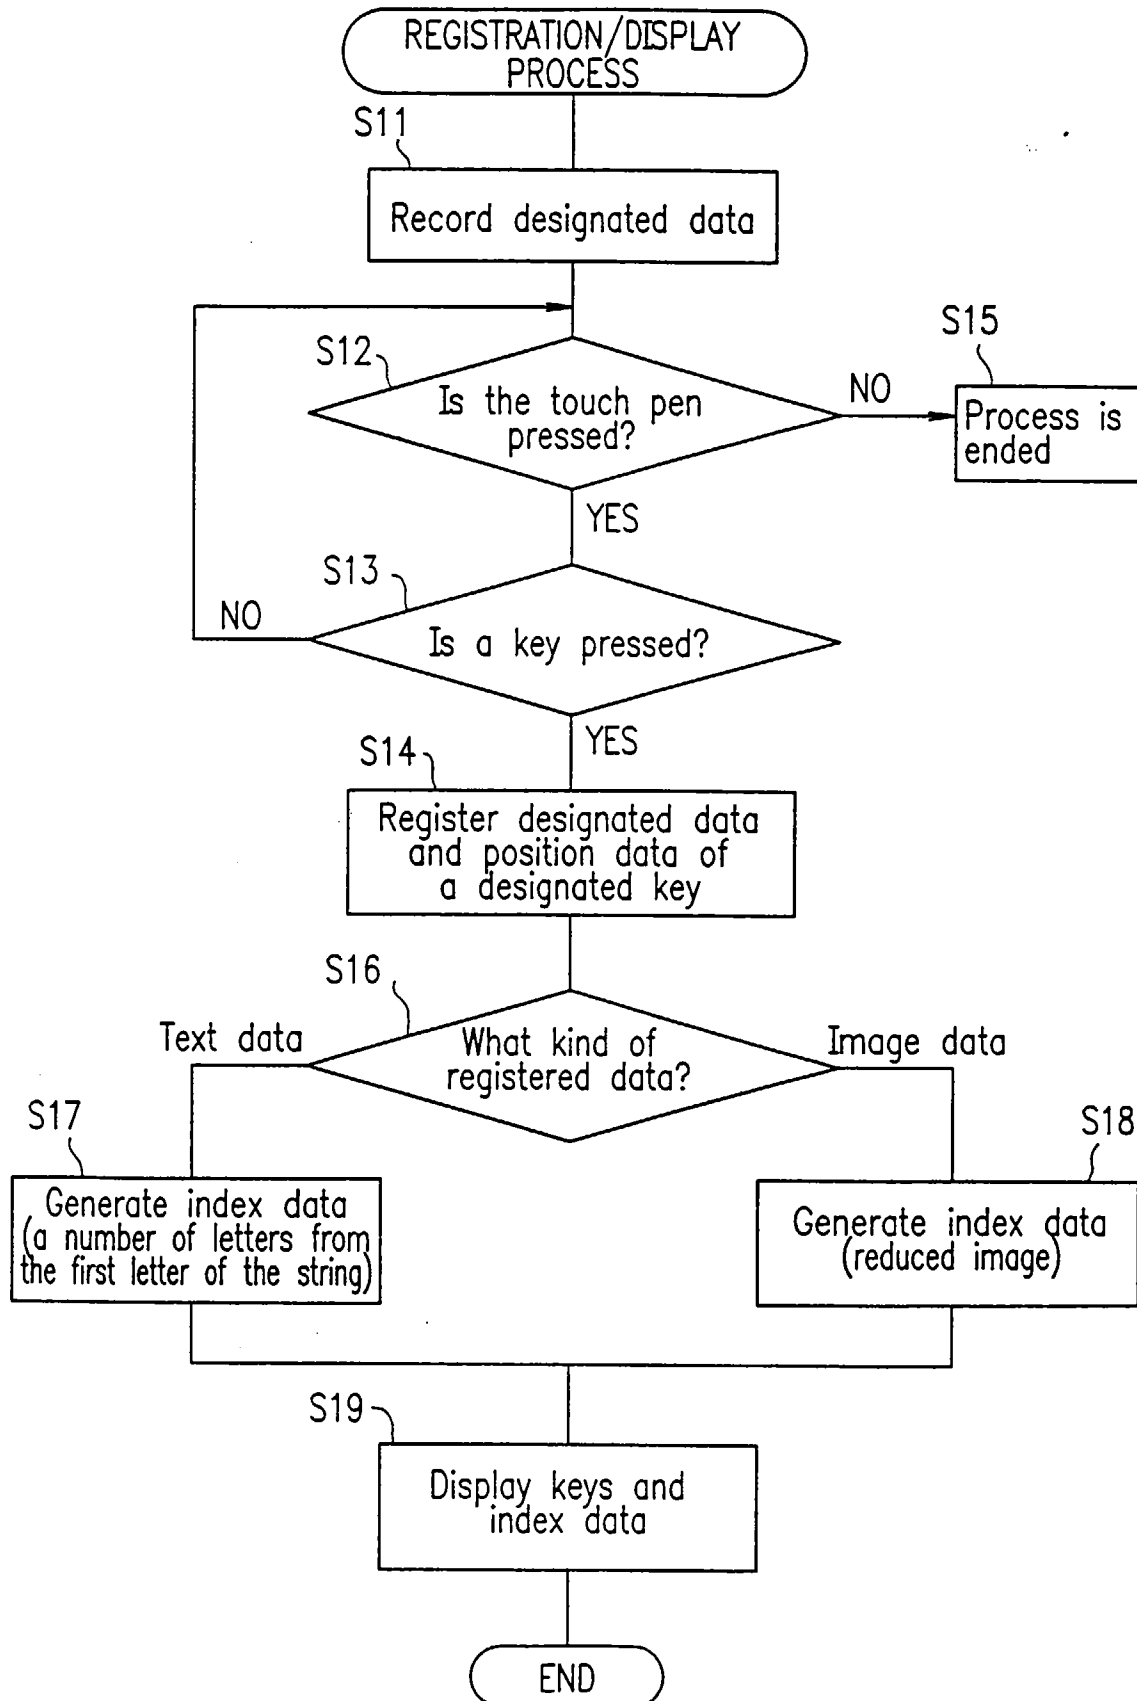 REGISTRATION/DISPLAY
PROCESS
S11
Record designated data
S12
Is the touch pen
pressed?
NO
S15
Process is
ended
YES
S13
Is a key pressed?
NO
YES
S14
Register designated data
and position data of
a designated key
S16
What kind of
registered data?
Text data
Image data
S17
Generate index data
(a number of letters from
the first letter of the string)
S18
Generate index data
(reduced image)
S19
Display keys and
index data
END